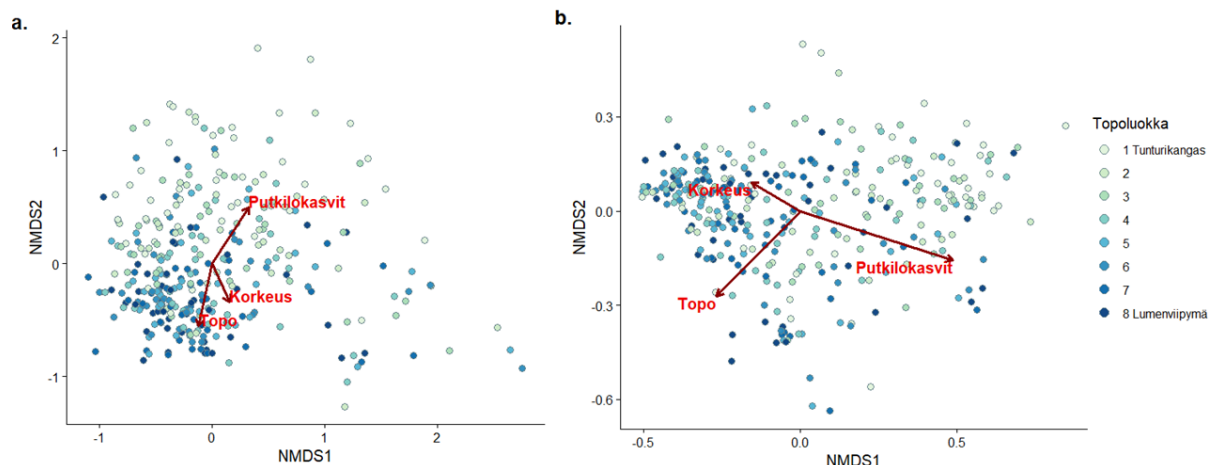 a.
2
1
0
-1
NMDS2
Putkilokasvit
Korkeus
Topo
-1
0
1
2
NMDS1
b.
0.3
0.0
-0.3
-0.6
NMDS2
Korkeus
Putkilokasvit
Topo
-0.5
0.0
0.5
NMDS1
Topoluokka
1 Tunturikangas
2
3
4
5
6
7
8 Lumenviipymä